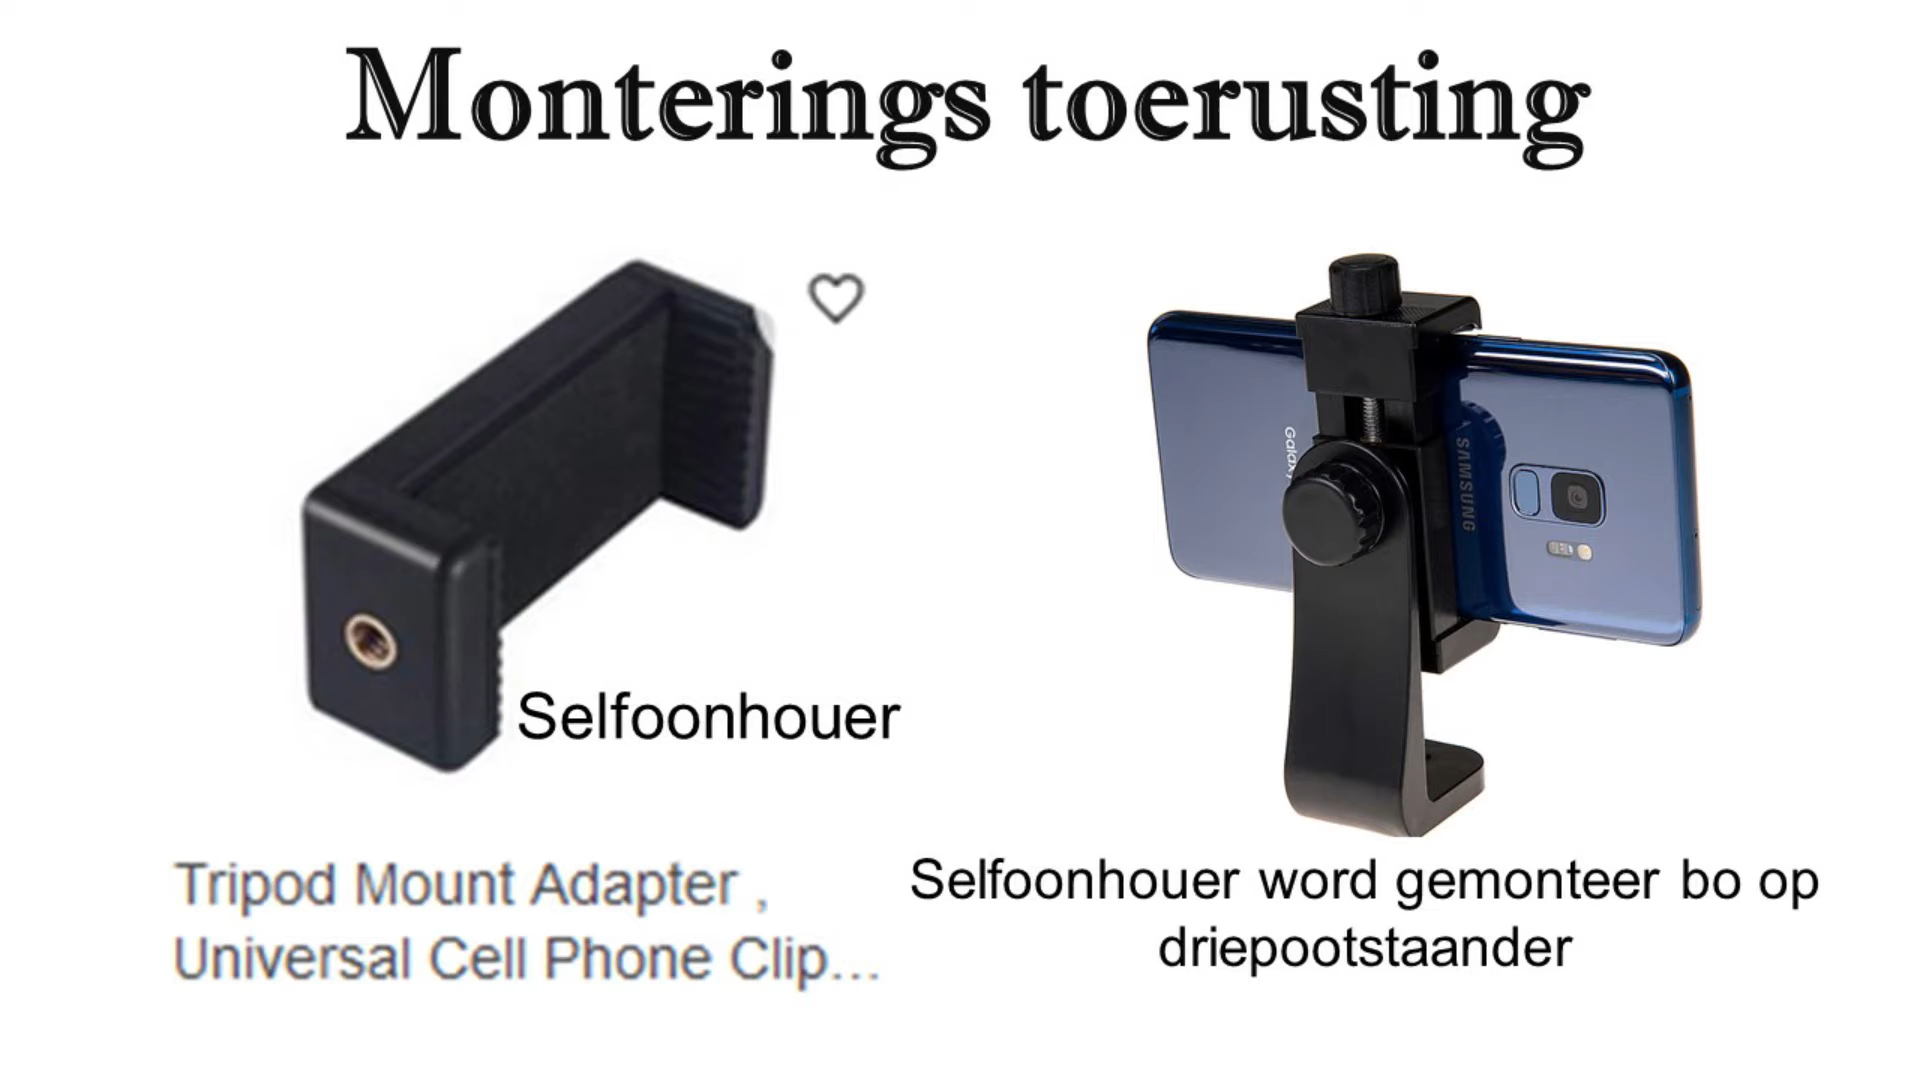 Monterings toerusting
Selfoonhouer
SAMSUNG
Tripod Mount Adapter ,
Universal Cell Phone Clip...
Selfoonhouer word gemonteer bo op
driepootstaander